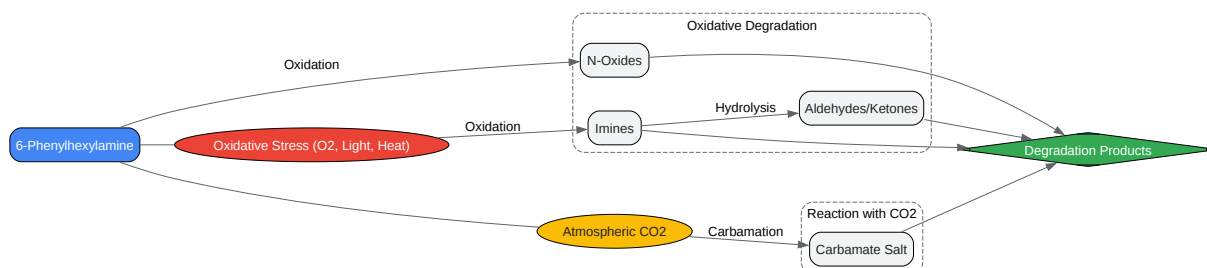 Oxidative Degradation
Oxidation
N-Oxides
Hydrolysis
Aldehydes/Ketones
6-Phenylhexylamine
Oxidative Stress (O2, Light, Heat)
Oxidation
Imines
Degradation Products
Reaction with CO2
Atmospheric CO2
Carbamation
Carbamate Salt